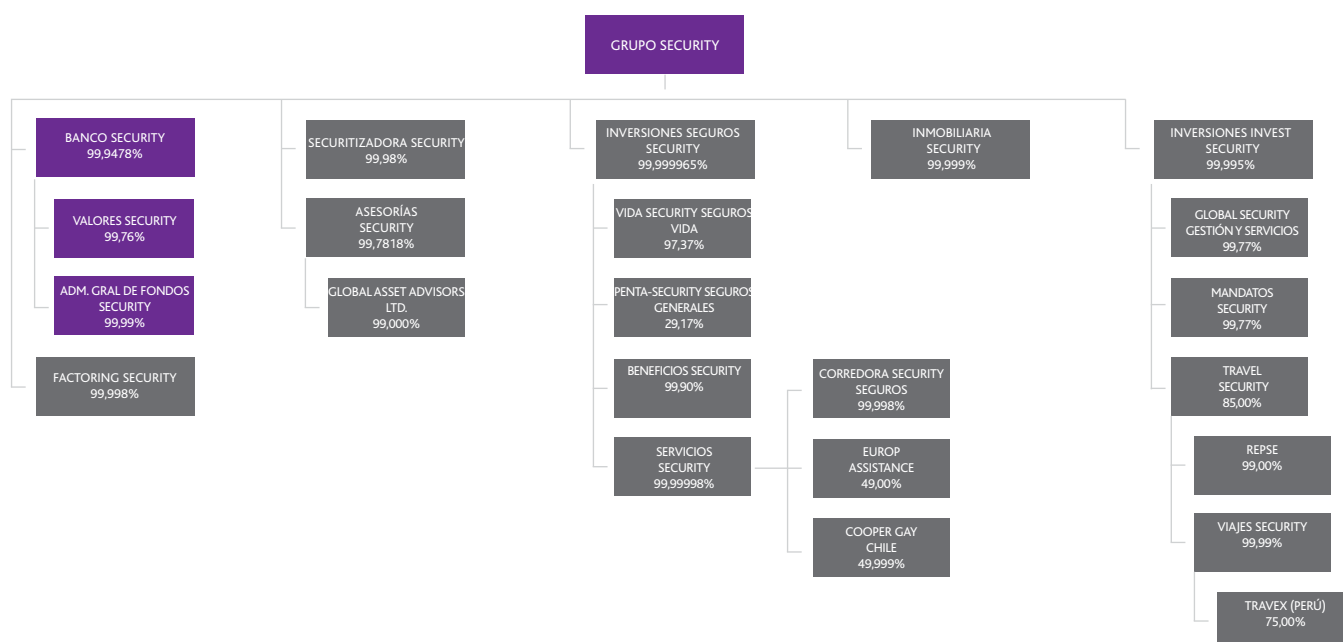 GRUPO SECURITY
BANCO SECURITY
99,9478%
VALORES SECURITY
99,76%
ADM. GRAL DE FONDOS
SECURITY
99,99%
FACTORING SECURITY
99,998%
SECURITIZADORA SECURITY
99,98%
ASESORÍAS
SECURITY
99,7818%
GLOBAL ASSET ADVISORS
LTD.
99,000%
INVERSIONES SEGUROS
SECURITY
99,999965%
VIDA SECURITY SEGUROS
VIDA
97,37%
PENTA-SECURITY SEGUROS
GENERALES
29,17%
BENEFICIOS SECURITY
99,90%
SERVICIOS
SECURITY
99,99998%
CORREDORA SECURITY
SEGUROS
99,998%
EUROP
ASSISTANCE
49,00%
COOPER GAY
CHILE
49,999%
INMOBILIARIA
SECURITY
99,999%
INVERSIONES INVEST
SECURITY
99,995%
GLOBAL SECURITY
GESTIÓN Y SERVICIOS
99,77%
MANDATOS
SECURITY
99,77%
TRAVEL
SECURITY
85,00%
REPSE
99,00%
VIAJES SECURITY
99,99%
TRAVEX (PERÚ)
75,00%